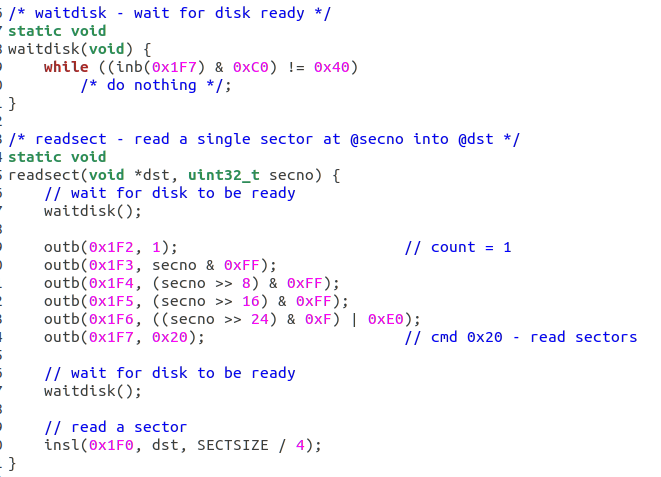 /* waitdisk - wait for disk ready */
static void
waitdisk(void) {
    while ((inb(0x1F7) & 0xC0) != 0x40)
        /* do nothing */;
}

/* readsect - read a single sector at @secno into @dst */
static void
readsect(void *dst, uint32_t secno) {
    // wait for disk to be ready
    waitdisk();

    outb(0x1F2, 1);                         // count = 1
    outb(0x1F3, secno & 0xFF);
    outb(0x1F4, (secno >> 8) & 0xFF);
    outb(0x1F5, (secno >> 16) & 0xFF);
    outb(0x1F6, ((secno >> 24) & 0xF) | 0xE0);
    outb(0x1F7, 0x20);                      // cmd 0x20 - read sectors

    // wait for disk to be ready
    waitdisk();

    // read a sector
    insl(0x1F0, dst, SECTSIZE / 4);
}